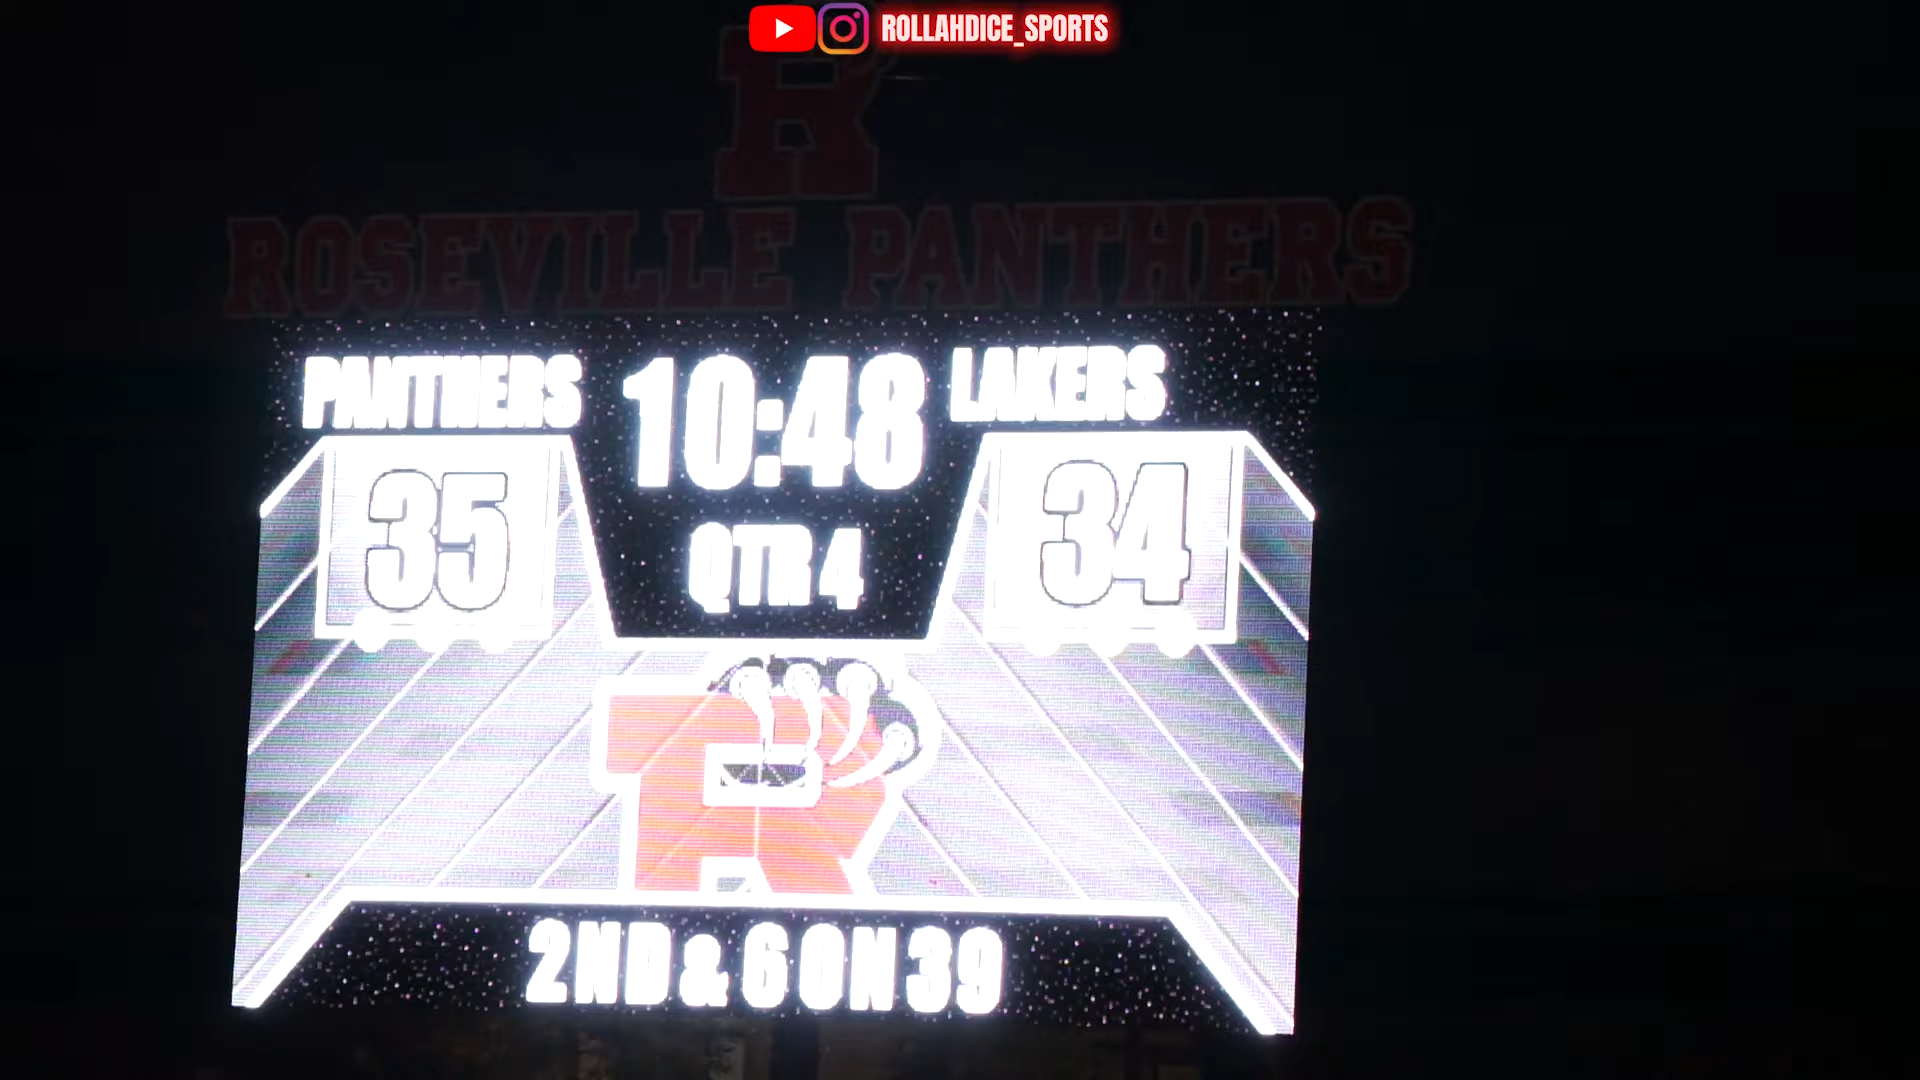 ROLLAHDICE_SPORTS
R
ROSEVILLE PANTHERS
PANTHERS 10:48 LAKERS
35 QTR 4 34
R
2ND & 6 ON 39